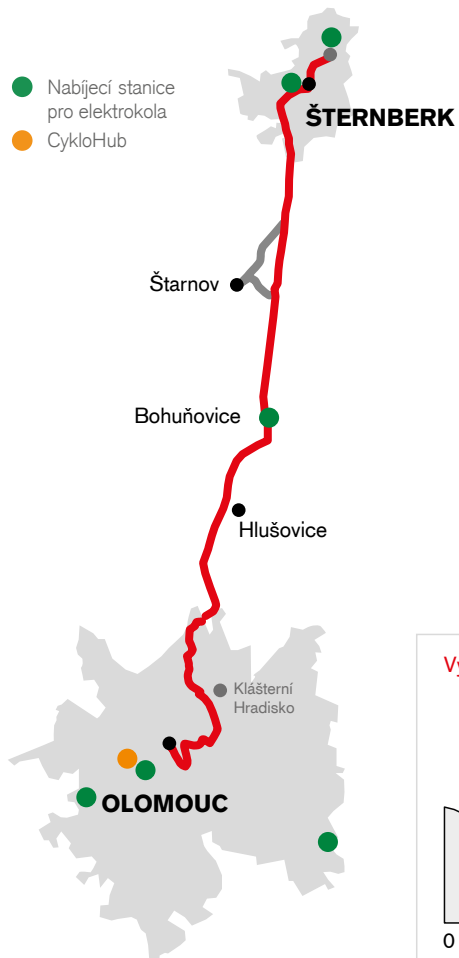 Nabíjecí stanice
pro elektrokola
CykloHub
ŠTERNBERK
Štarnov
Bohuňovice
Hlušovice
Klášterní
Hradisko
OLOMOUC
0